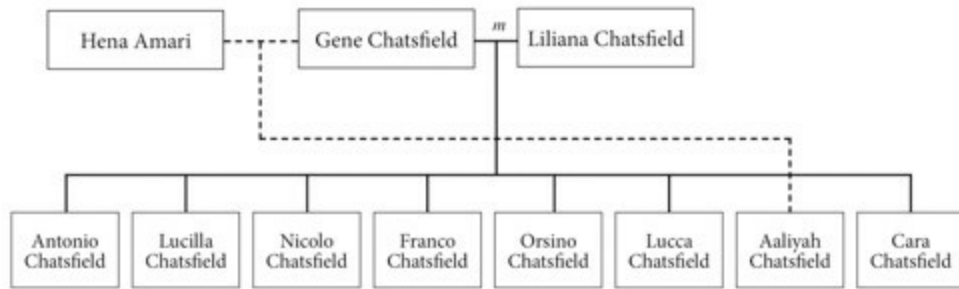 Hena Amari
Gene Chatsfield
m
Liliana Chatsfield
Antonio
Chatsfield
Lucilla
Chatsfield
Nicolo
Chatsfield
Franco
Chatsfield
Orsino
Chatsfield
Lucca
Chatsfield
Aaliyah
Chatsfield
Cara
Chatsfield